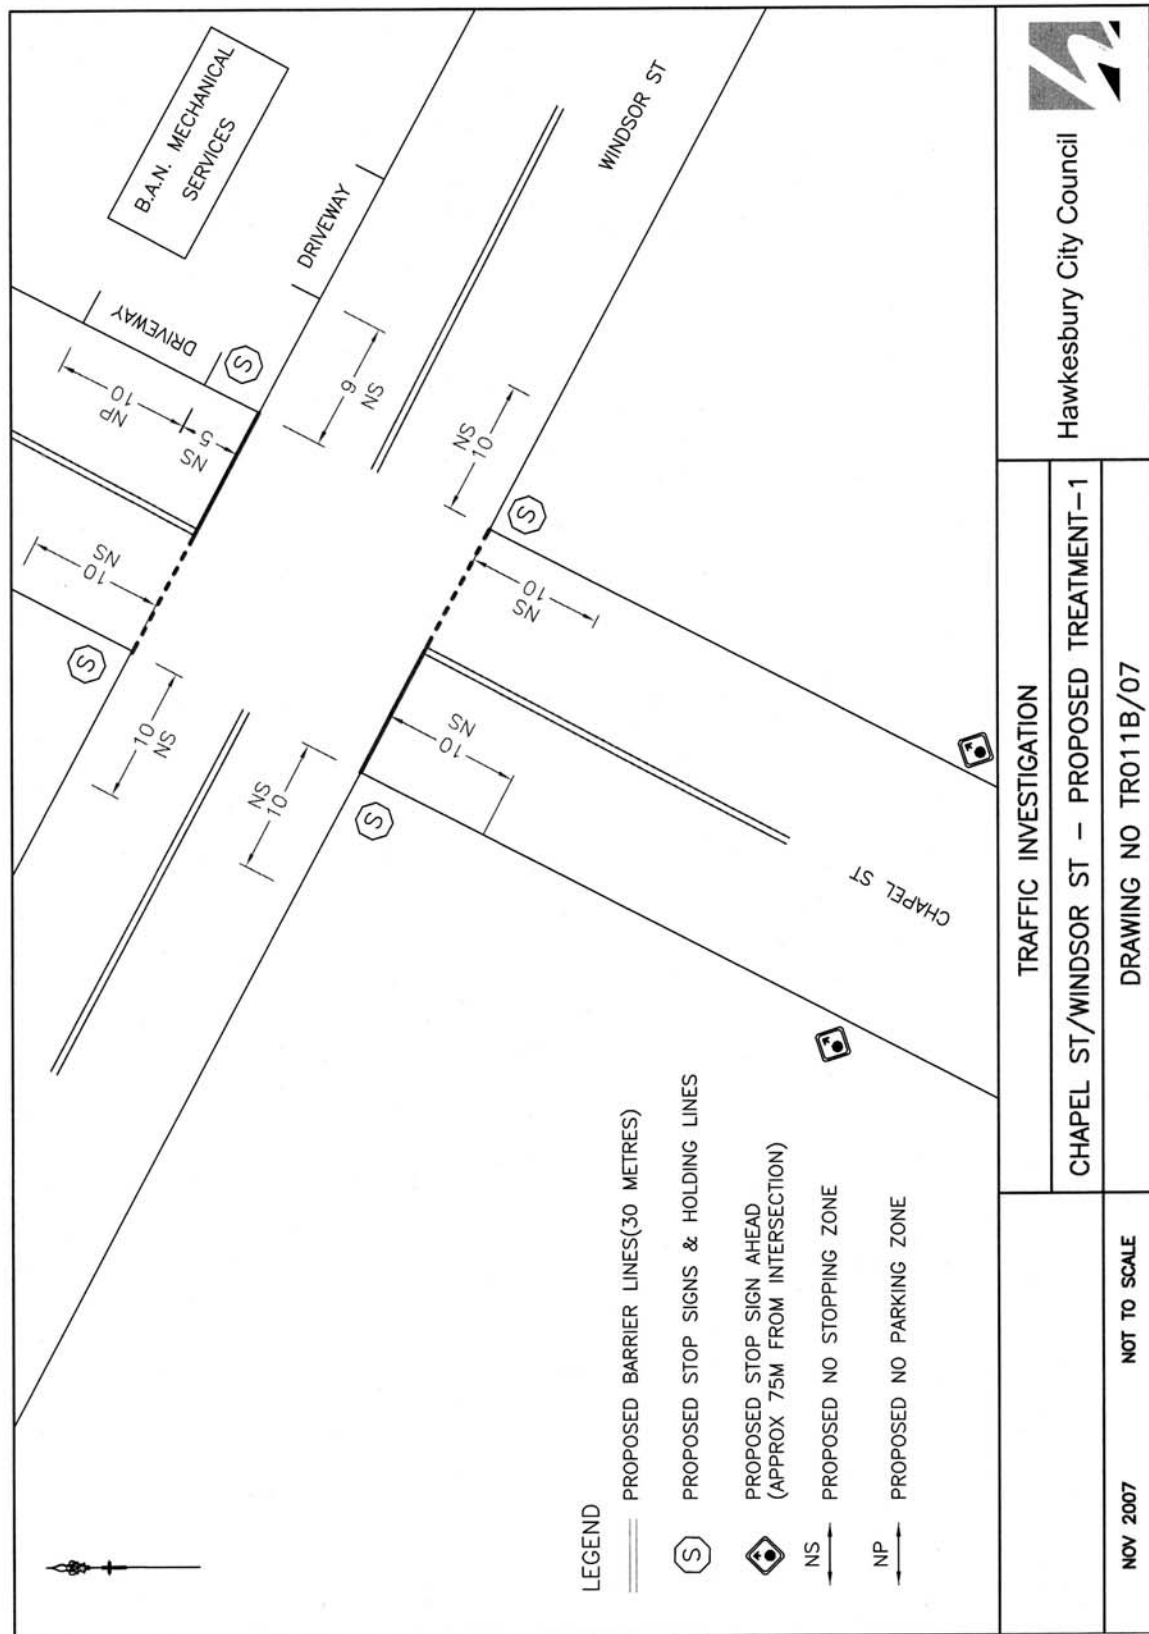 B.A.N. MECHANICAL
SERVICES
DRIVEWAY
DRIVEWAY
WINDSOR ST
S
S
S
S
10
NS
NP
10
NS
5
9
NS
NS
10
10
NS
NS
10
10
NS
10
NS
CHAPEL ST
LEGEND
PROPOSED BARRIER LINES(30 METRES)
S PROPOSED STOP SIGNS & HOLDING LINES
PROPOSED STOP SIGN AHEAD
(APPROX 75M FROM INTERSECTION)
NS PROPOSED NO STOPPING ZONE
NP PROPOSED NO PARKING ZONE
TRAFFIC INVESTIGATION
CHAPEL ST/WINDSOR ST - PROPOSED TREATMENT-1
DRAWING NO TR011B/07
NOV 2007
NOT TO SCALE
Hawkesbury City Council